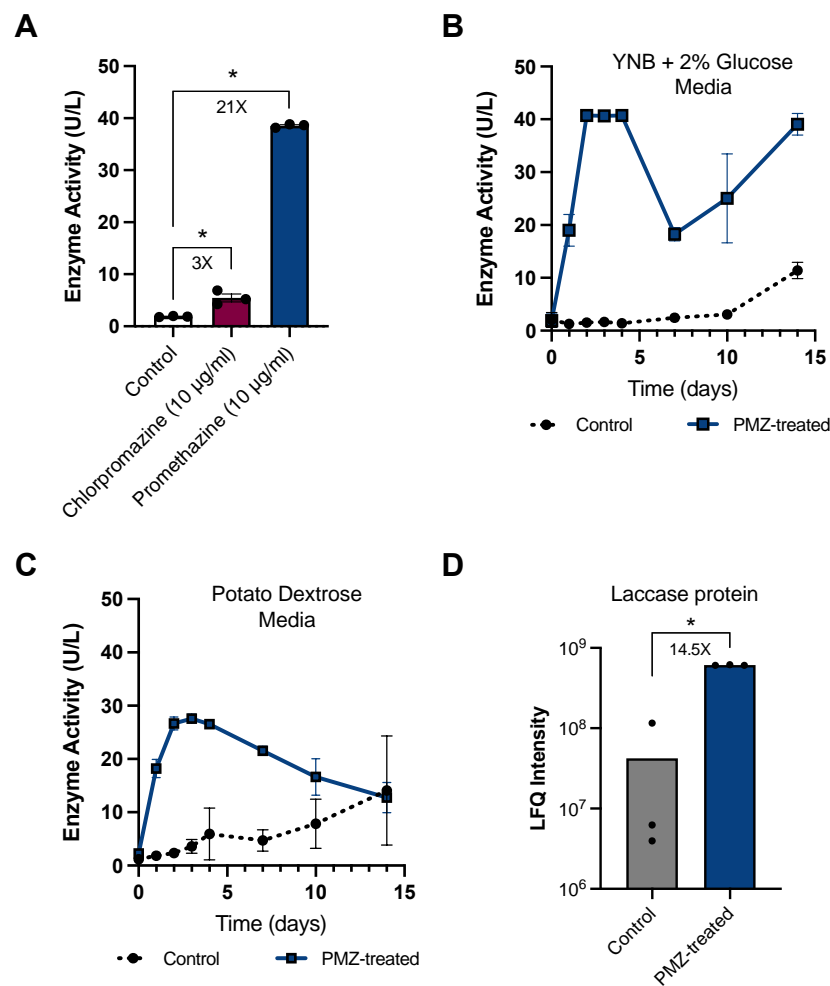 A
Enzyme Activity (U/L)
50
40
30
20
10
0
*
21X
*
3X
Control
Chlorpromazine (10 µg/ml)
Promethazine (10 µg/ml)
B
YNB + 2% Glucose
Media
Enzyme Activity (U/L)
50
40
30
20
10
0
0 5 10 15
Time (days)
Control PMZ-treated
C
Potato Dextrose
Media
Enzyme Activity (U/L)
50
40
30
20
10
0
0 5 10 15
Time (days)
Control PMZ-treated
D
Laccase protein
LFQ Intensity
10⁹
10⁸
10⁷
10⁶
*
14.5X
Control
PMZ-treated